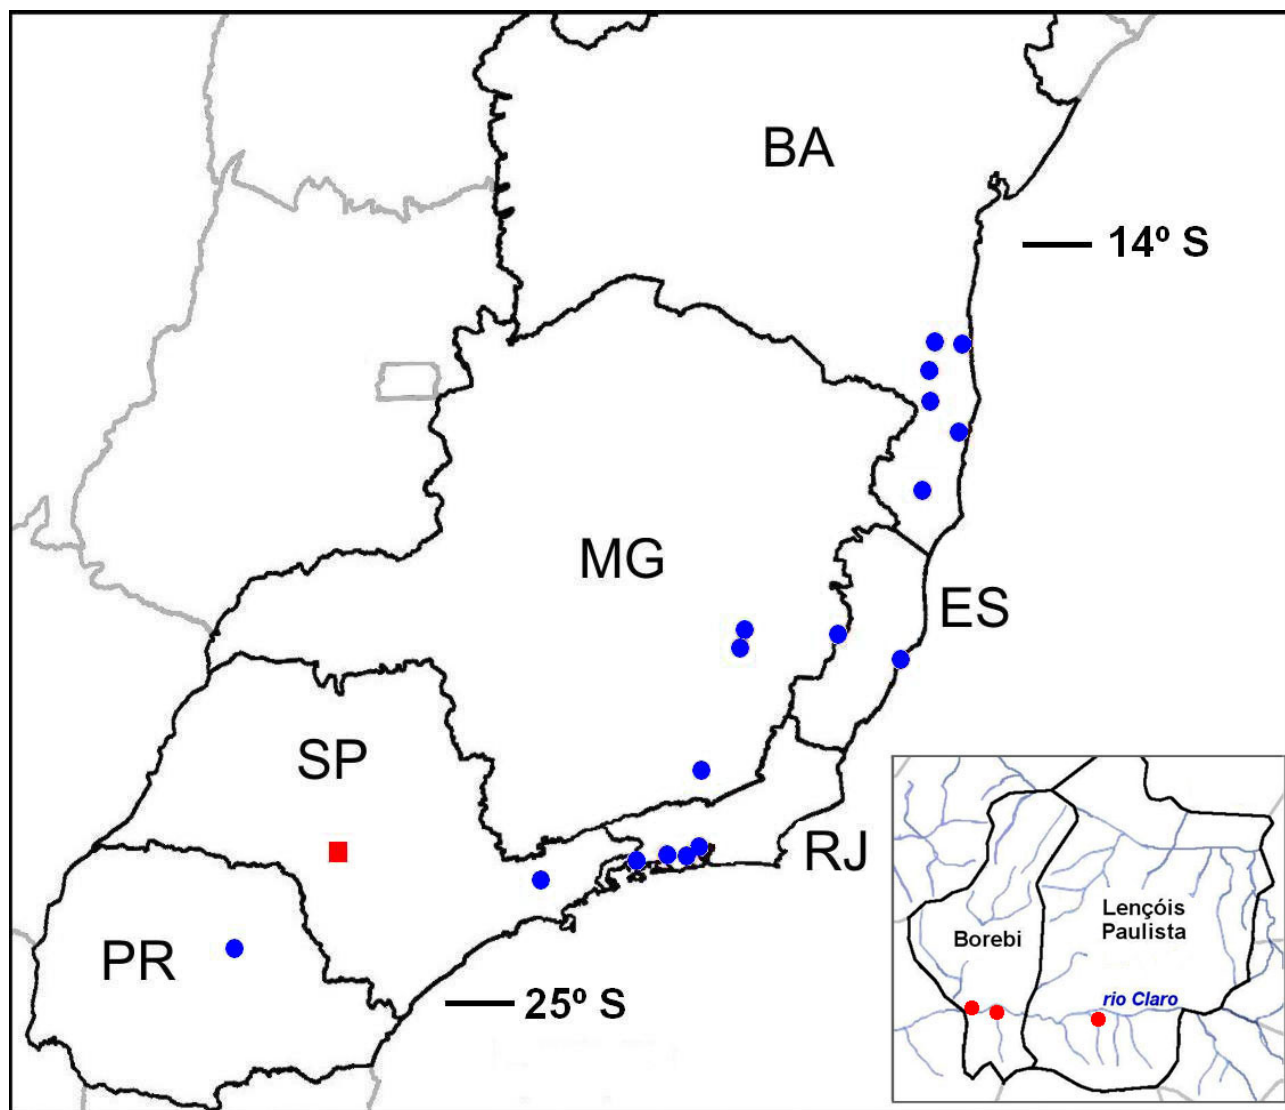 BA
14º S
MG
ES
SP
RJ
Lençóis
Paulista
Borebi
PR
rio Claro
25º S